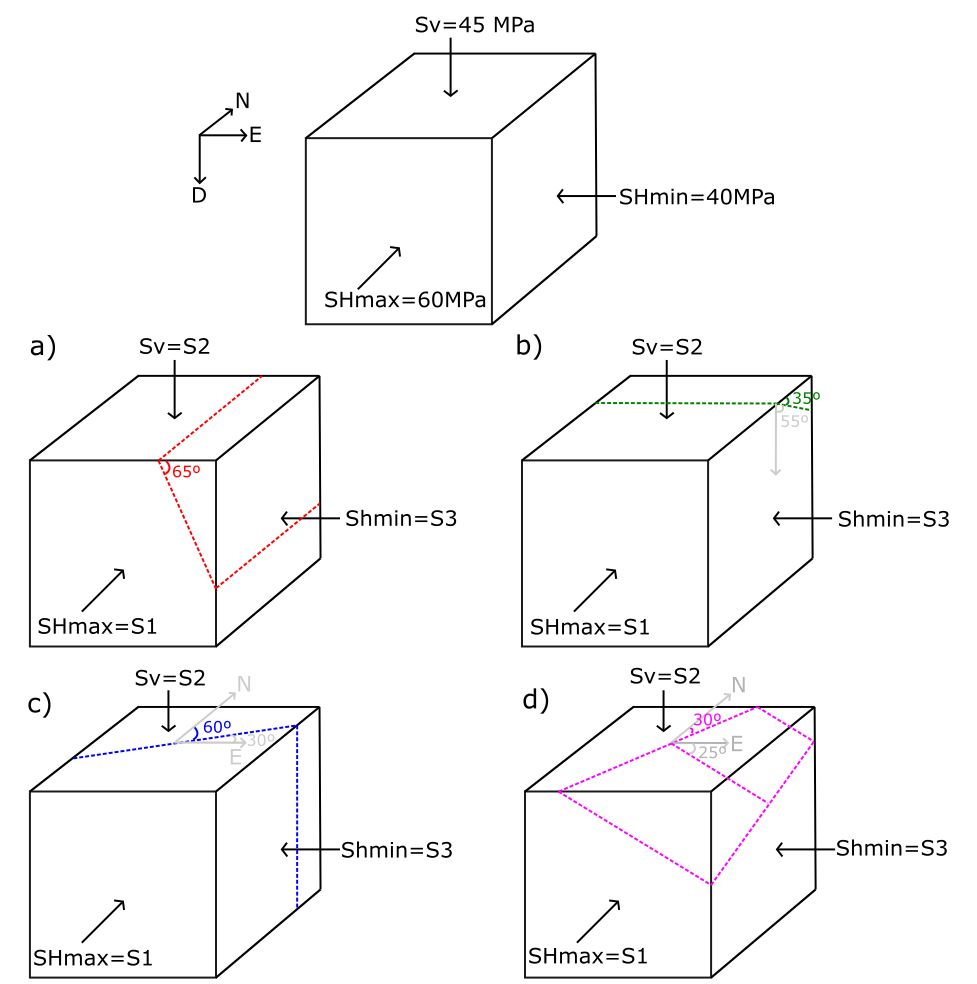 Sv=45 MPa
N
E
D
SHmin=40MPa
SHmax=60MPa
a)
Sv=S2
65º
Shmin=S3
SHmax=S1
b)
Sv=S2
35º
55º
Shmin=S3
SHmax=S1
c)
Sv=S2
N
60º
30º
E
Shmin=S3
SHmax=S1
d)
Sv=S2
N
30º
E
25º
Shmin=S3
SHmax=S1